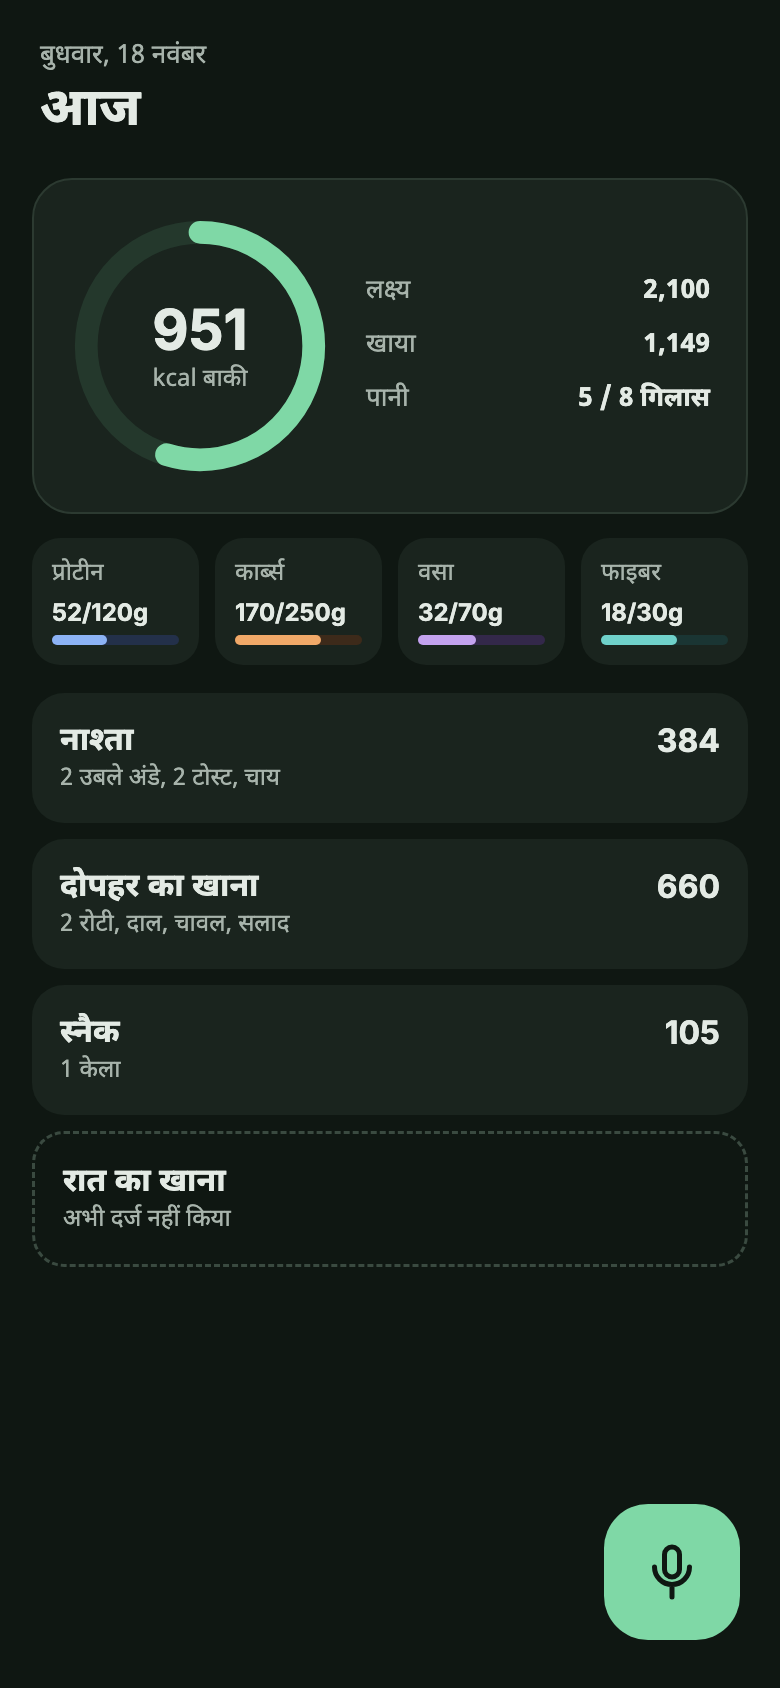 बुधवार, 18 नवंबर
आज
951
kcal बाकी
लक्ष्य 2,100
खाया 1,149
पानी 5 / 8 गिलास
प्रोटीन
52/120g
कार्ब्स
170/250g
वसा
32/70g
फाइबर
18/30g
नाश्ता 384
2 उबले अंडे, 2 टोस्ट, चाय
दोपहर का खाना 660
2 रोटी, दाल, चावल, सलाद
स्नैक 105
1 केला
रात का खाना
अभी दर्ज नहीं किया